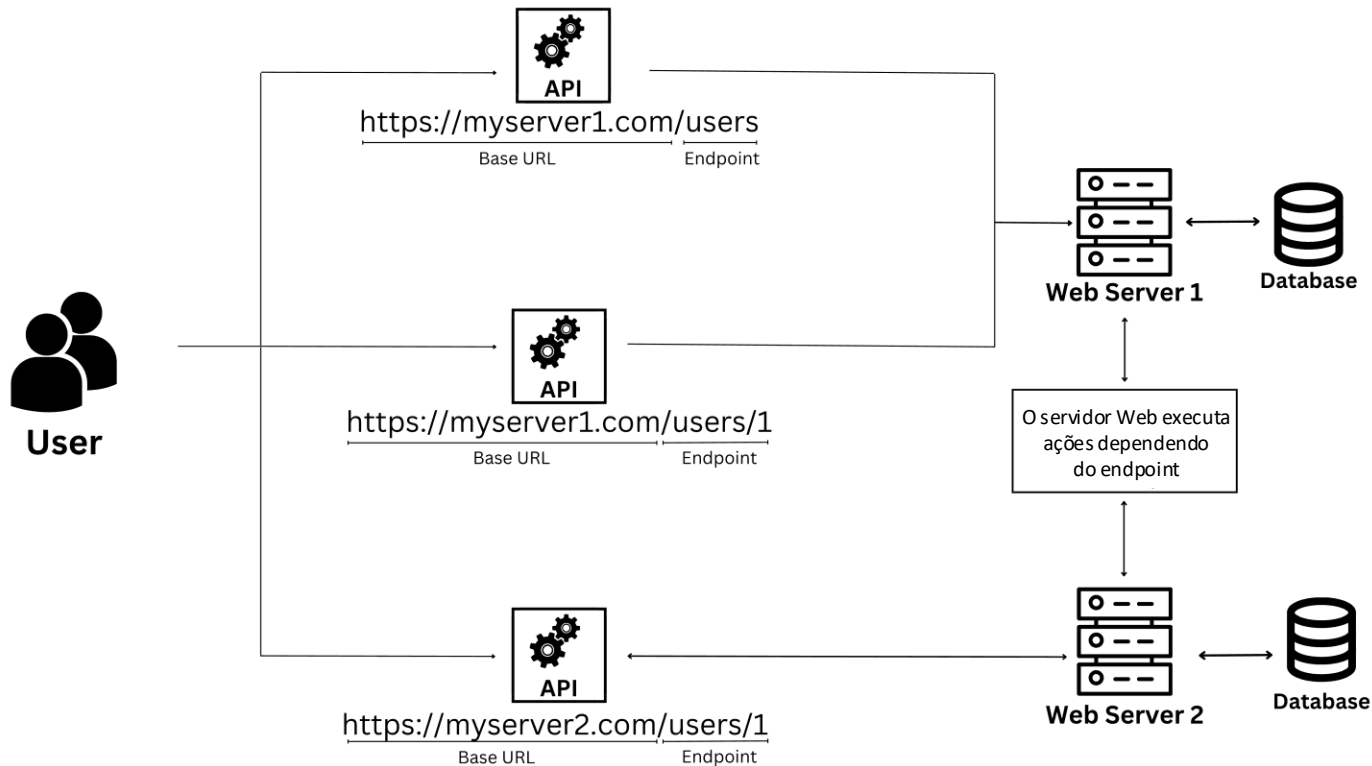 API
https://myserver1.com/users
Base URL
Endpoint
Web Server 1
Database
User
API
https://myserver1.com/users/1
Base URL
Endpoint
O servidor Web executa
ações dependendo
do endpoint
API
https://myserver2.com/users/1
Base URL
Endpoint
Web Server 2
Database